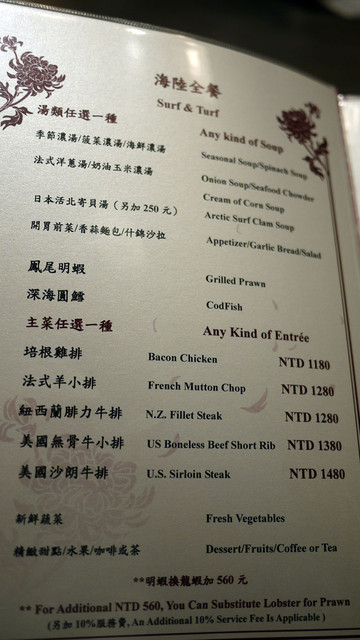 海陸全餐
Surf & Turf
湯類任選一種 Any kind of Soup
季節濃湯/菠菜濃湯/海鮮濃湯 Seasonal Soup/Spinach Soup
法式洋蔥湯/奶油玉米濃湯 Onion Soup/Seafood Chowder
Cream of Corn Soup
日本活北寄貝湯（另加 250 元） Arctic Surf Clam Soup
開胃前菜/香蒜麵包/什錦沙拉 Appetizer/Garlic Bread/Salad
鳳尾明蝦 Grilled Prawn
深海圓鱈 CodFish
主菜任選一種 Any Kind of Entrée
培根雞排 Bacon Chicken NTD 1180
法式羊小排 French Mutton Chop NTD 1280
紐西蘭腓力牛排 N.Z. Fillet Steak NTD 1280
美國無骨牛小排 US Boneless Beef Short Rib NTD 1380
美國沙朗牛排 U.S. Sirloin Steak NTD 1480
新鮮蔬菜 Fresh Vegetables
精緻甜點/水果/咖啡或茶 Dessert/Fruits/Coffee or Tea
**明蝦換龍蝦加 560 元
** For Additional NTD 560, You Can Substitute Lobster for Prawn
(另加 10%服務費, An Additional 10% Service Fee Is Applicable )